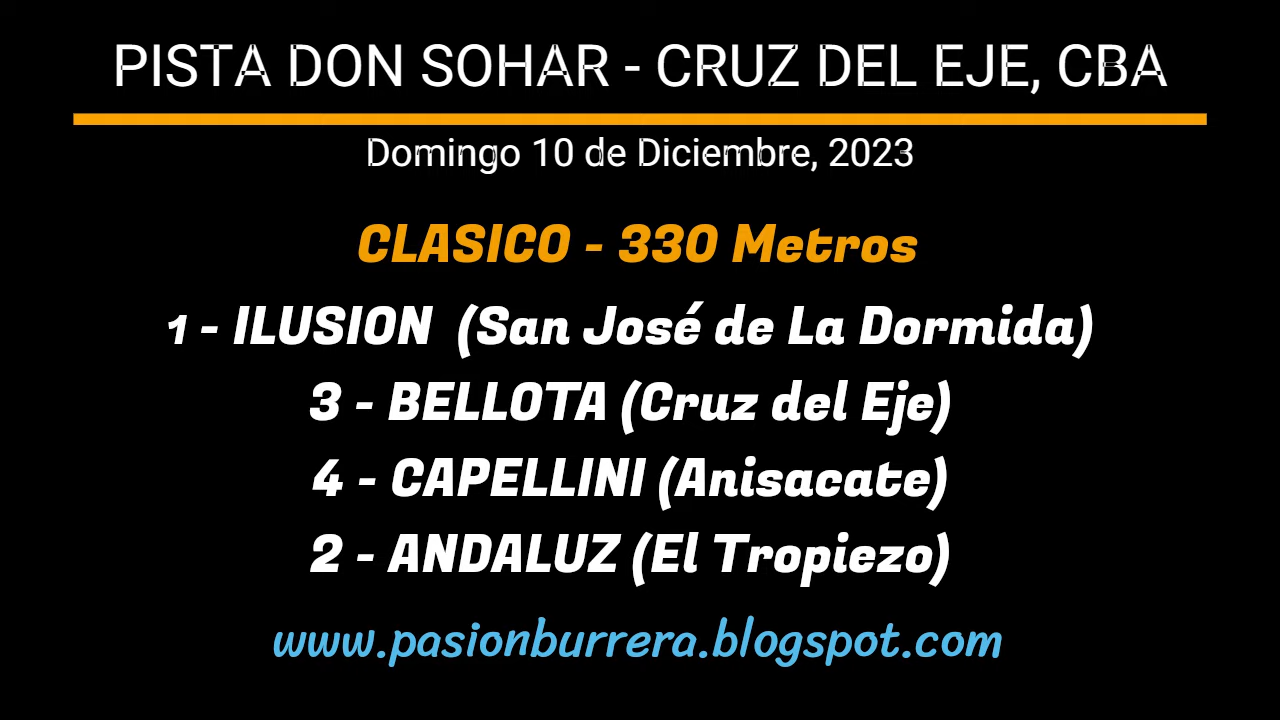 PISTA DON SOHAR - CRUZ DEL EJE, CBA
Domingo 10 de Diciembre, 2023
CLASICO - 330 Metros
1 - ILUSION (San José de La Dormida)
3 - BELLOTA (Cruz del Eje)
4 - CAPELLINI (Anisacate)
2 - ANDALUZ (El Tropiezo)
www.pasionburrera.blogspot.com